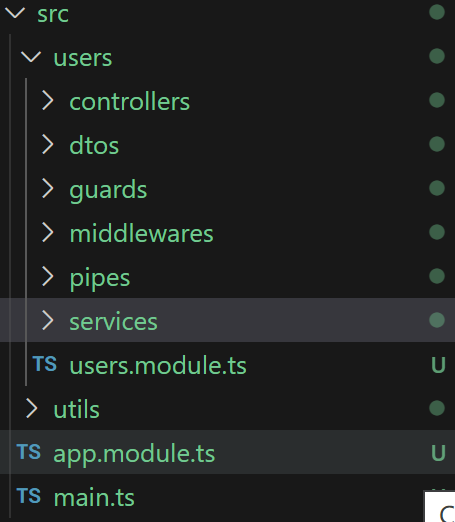 src
users
controllers
dtos
guards
middlewares
pipes
services
TS users.module.ts U
utils
TS app.module.ts U
TS main.ts